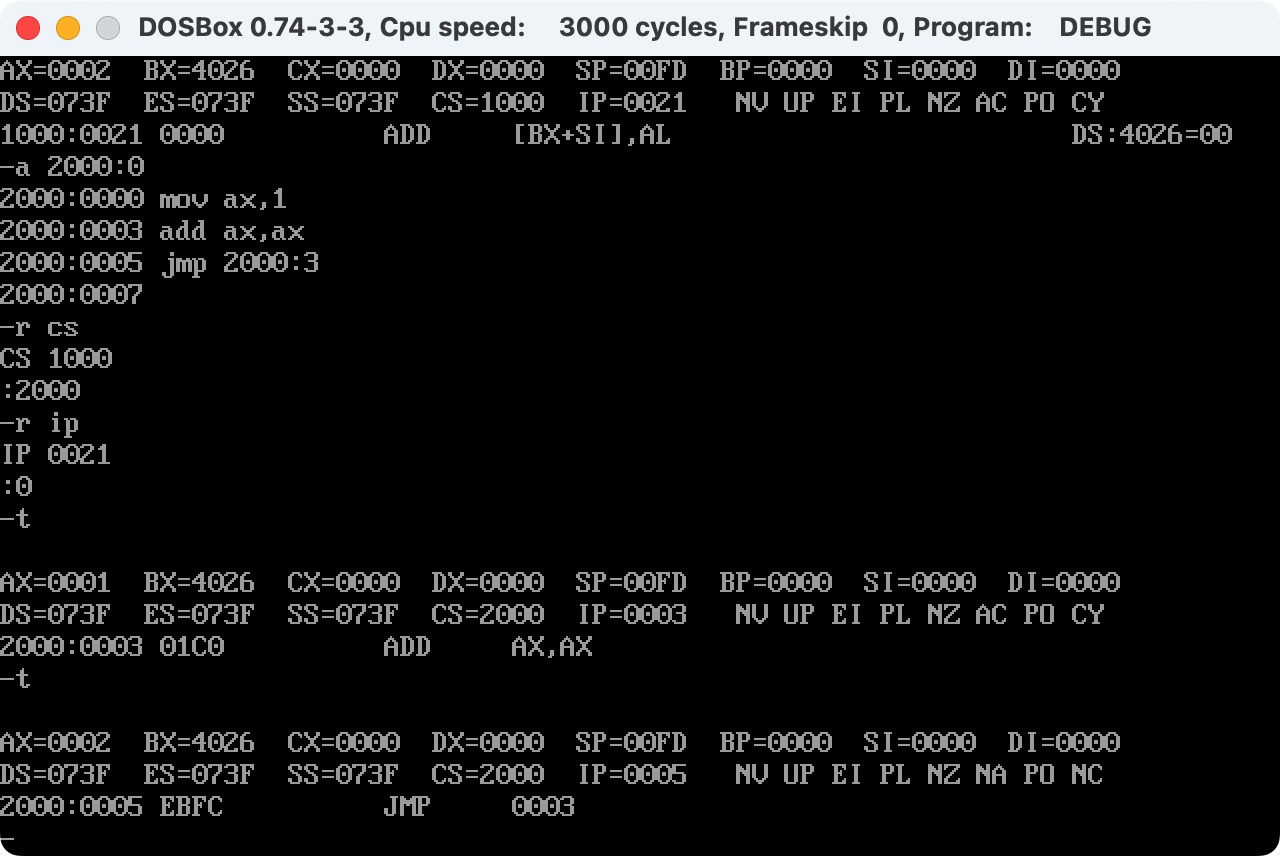 DOSBox 0.74-3-3, Cpu speed: 3000 cycles, Frameskip 0, Program: DEBUG
AX=0002 BX=4026 CX=0000 DX=0000 SP=00FD BP=0000 SI=0000 DI=0000
DS=073F ES=073F SS=073F CS=1000 IP=0021 NV UP EI PL NZ AC PO CY
1000:0021 0000 ADD [BX+SI],AL DS:4026=00
-a 2000:0
2000:0000 mov ax,1
2000:0003 add ax,ax
2000:0005 jmp 2000:3
2000:0007
-r cs
CS 1000
:2000
-r ip
IP 0021
:0
-t
AX=0001 BX=4026 CX=0000 DX=0000 SP=00FD BP=0000 SI=0000 DI=0000
DS=073F ES=073F SS=073F CS=2000 IP=0003 NV UP EI PL NZ AC PO CY
2000:0003 01C0 ADD AX,AX
-t
AX=0002 BX=4026 CX=0000 DX=0000 SP=00FD BP=0000 SI=0000 DI=0000
DS=073F ES=073F SS=073F CS=2000 IP=0005 NV UP EI PL NZ NA PO NC
2000:0005 EBFC JMP 0003
-